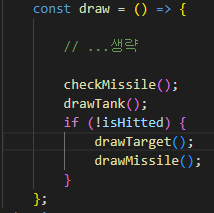 const draw = () => {
// ...생략
checkMissile();
drawTank();
if (!isHitted) {
drawTarget();
drawMissile();
}
};